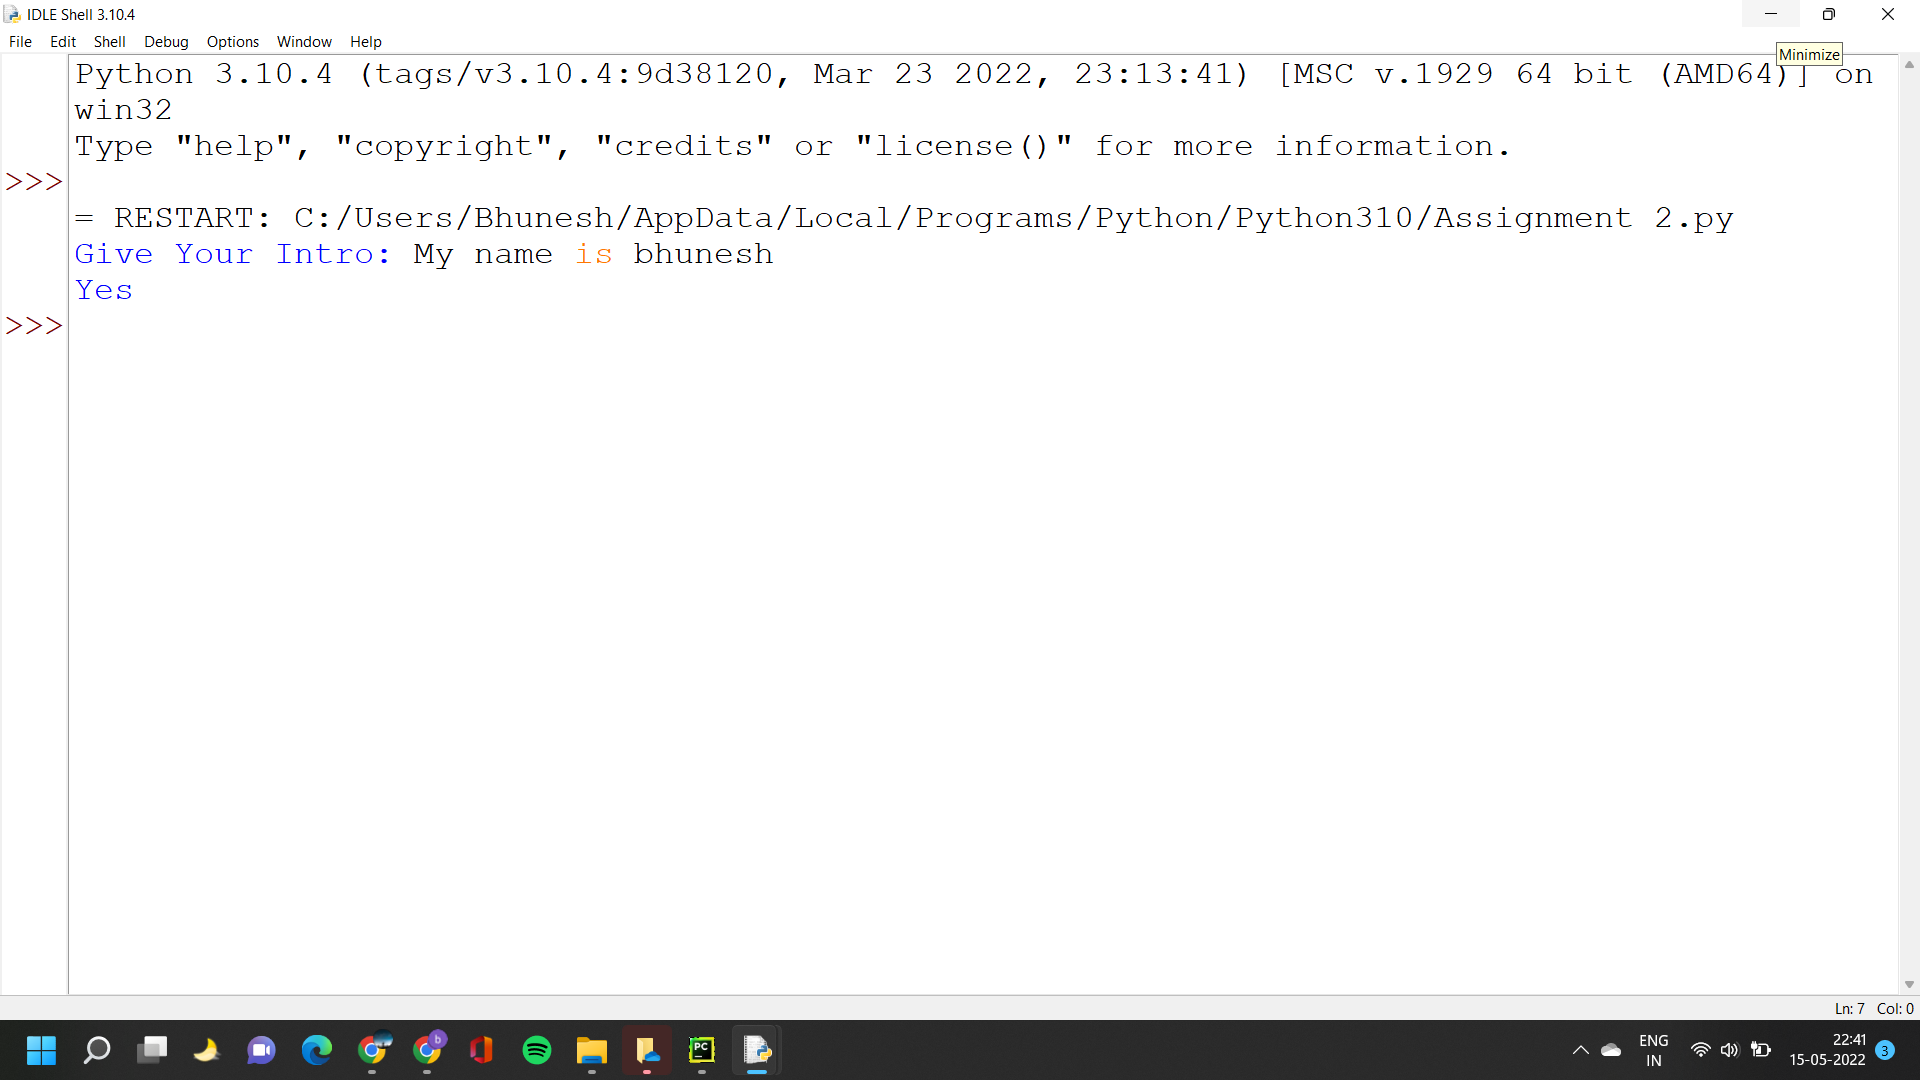 IDLE Shell 3.10.4
File Edit Shell Debug Options Window Help
Minimize
Python 3.10.4 (tags/v3.10.4:9d38120, Mar 23 2022, 23:13:41) [MSC v.1929 64 bit (AMD64)] on
win32
Type "help", "copyright", "credits" or "license()" for more information.
>>>
= RESTART: C:/Users/Bhunesh/AppData/Local/Programs/Python/Python310/Assignment 2.py
Give Your Intro: My name is bhunesh
Yes
>>>
Ln: 7 Col: 0
b
PC
ENG
IN
22:41
15-05-2022
3